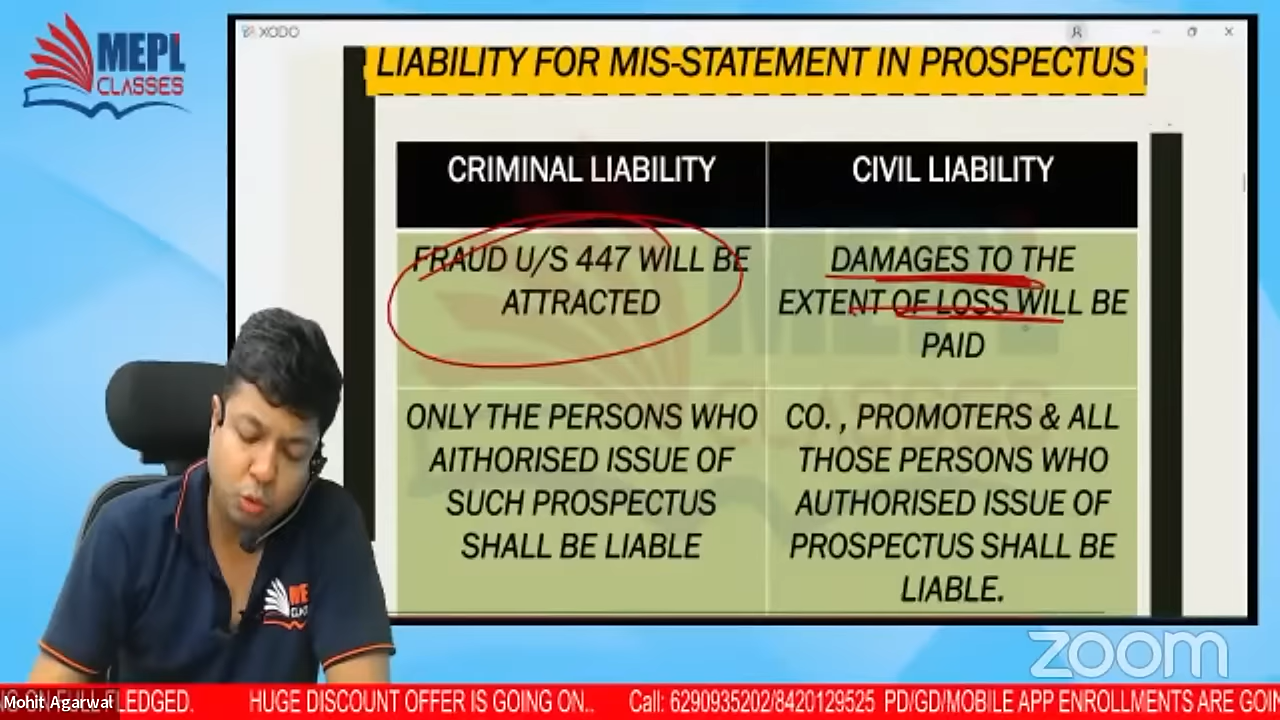 MEPL
CLASSES
XODO
LIABILITY FOR MIS-STATEMENT IN PROSPECTUS
CRIMINAL LIABILITY
CIVIL LIABILITY
FRAUD U/S 447 WILL BE
ATTRACTED
DAMAGES TO THE
EXTENT OF LOSS WILL BE
PAID
ONLY THE PERSONS WHO
AITHORISED ISSUE OF
SUCH PROSPECTUS
SHALL BE LIABLE
CO. , PROMOTERS & ALL
THOSE PERSONS WHO
AUTHORISED ISSUE OF
PROSPECTUS SHALL BE
LIABLE.
zoom
Mohit Agarwal
LEDGED. HUGE DISCOUNT OFFER IS GOING ON.. Call: 6290935202/8420129525 PD/GD/MOBILE APP ENROLLMENTS ARE GOIN